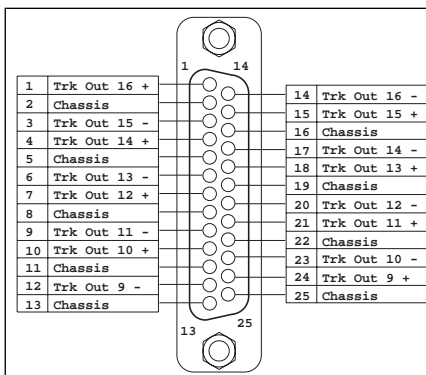 1 14
1 Trk Out 16 +
2 Chassis
3 Trk Out 15 -
4 Trk Out 14 +
5 Chassis
6 Trk Out 13 -
7 Trk Out 12 +
8 Chassis
9 Trk Out 11 -
10 Trk Out 10 +
11 Chassis
12 Trk Out 9 -
13 Chassis
14 Trk Out 16 -
15 Trk Out 15 +
16 Chassis
17 Trk Out 14 -
18 Trk Out 13 +
19 Chassis
20 Trk Out 12 -
21 Trk Out 11 +
22 Chassis
23 Trk Out 10 -
24 Trk Out 9 +
25 Chassis
13 25